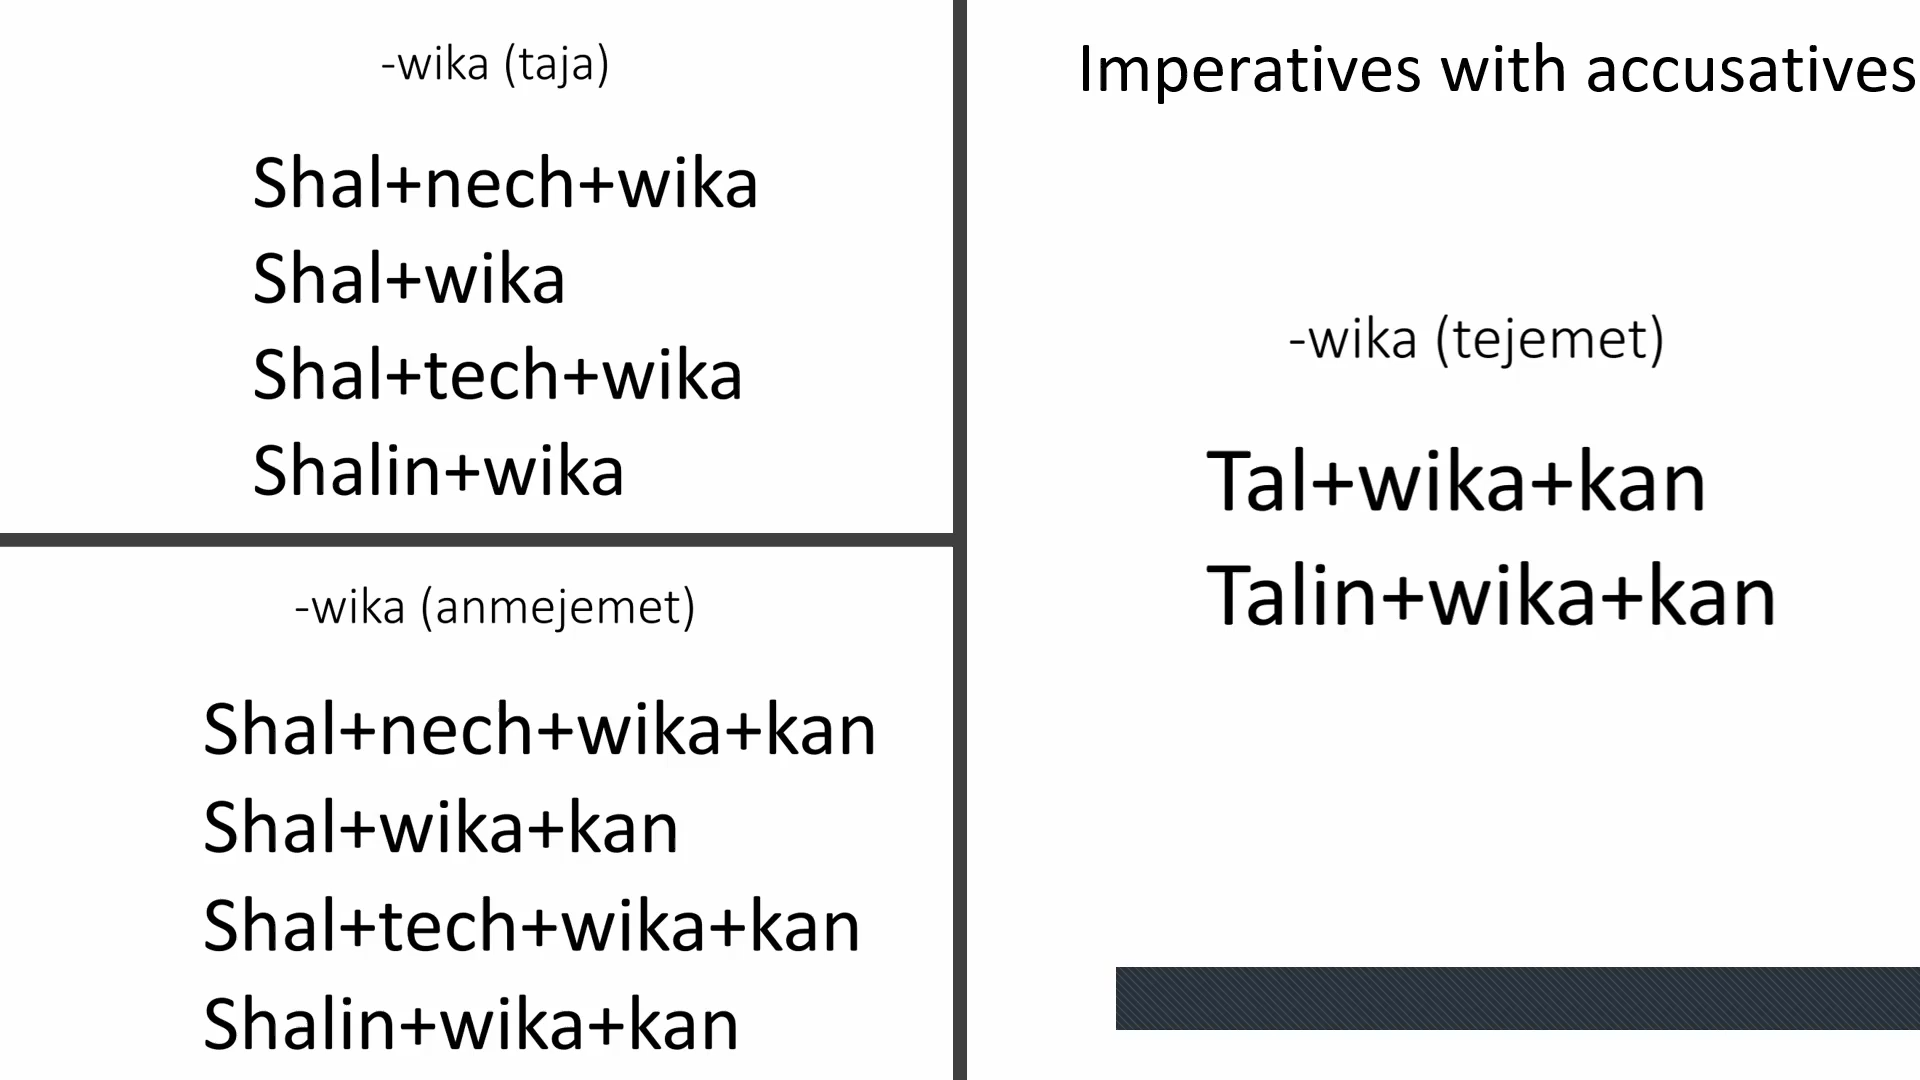 -wika (taja)
Shal+nech+wika
Shal+wika
Shal+tech+wika
Shalin+wika
-wika (anmejemet)
Shal+nech+wika+kan
Shal+wika+kan
Shal+tech+wika+kan
Shalin+wika+kan
Imperatives with accusatives
-wika (tejemet)
Tal+wika+kan
Talin+wika+kan